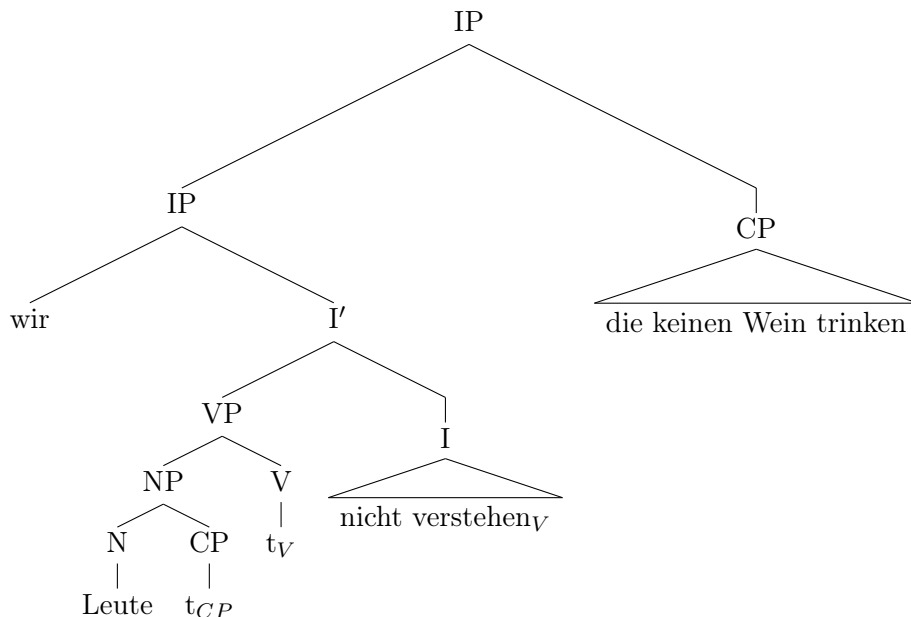 IP
IP CP
wir I′ die keinen Wein trinken
VP I
NP V nicht verstehen_V
N CP t_V
Leute t_CP